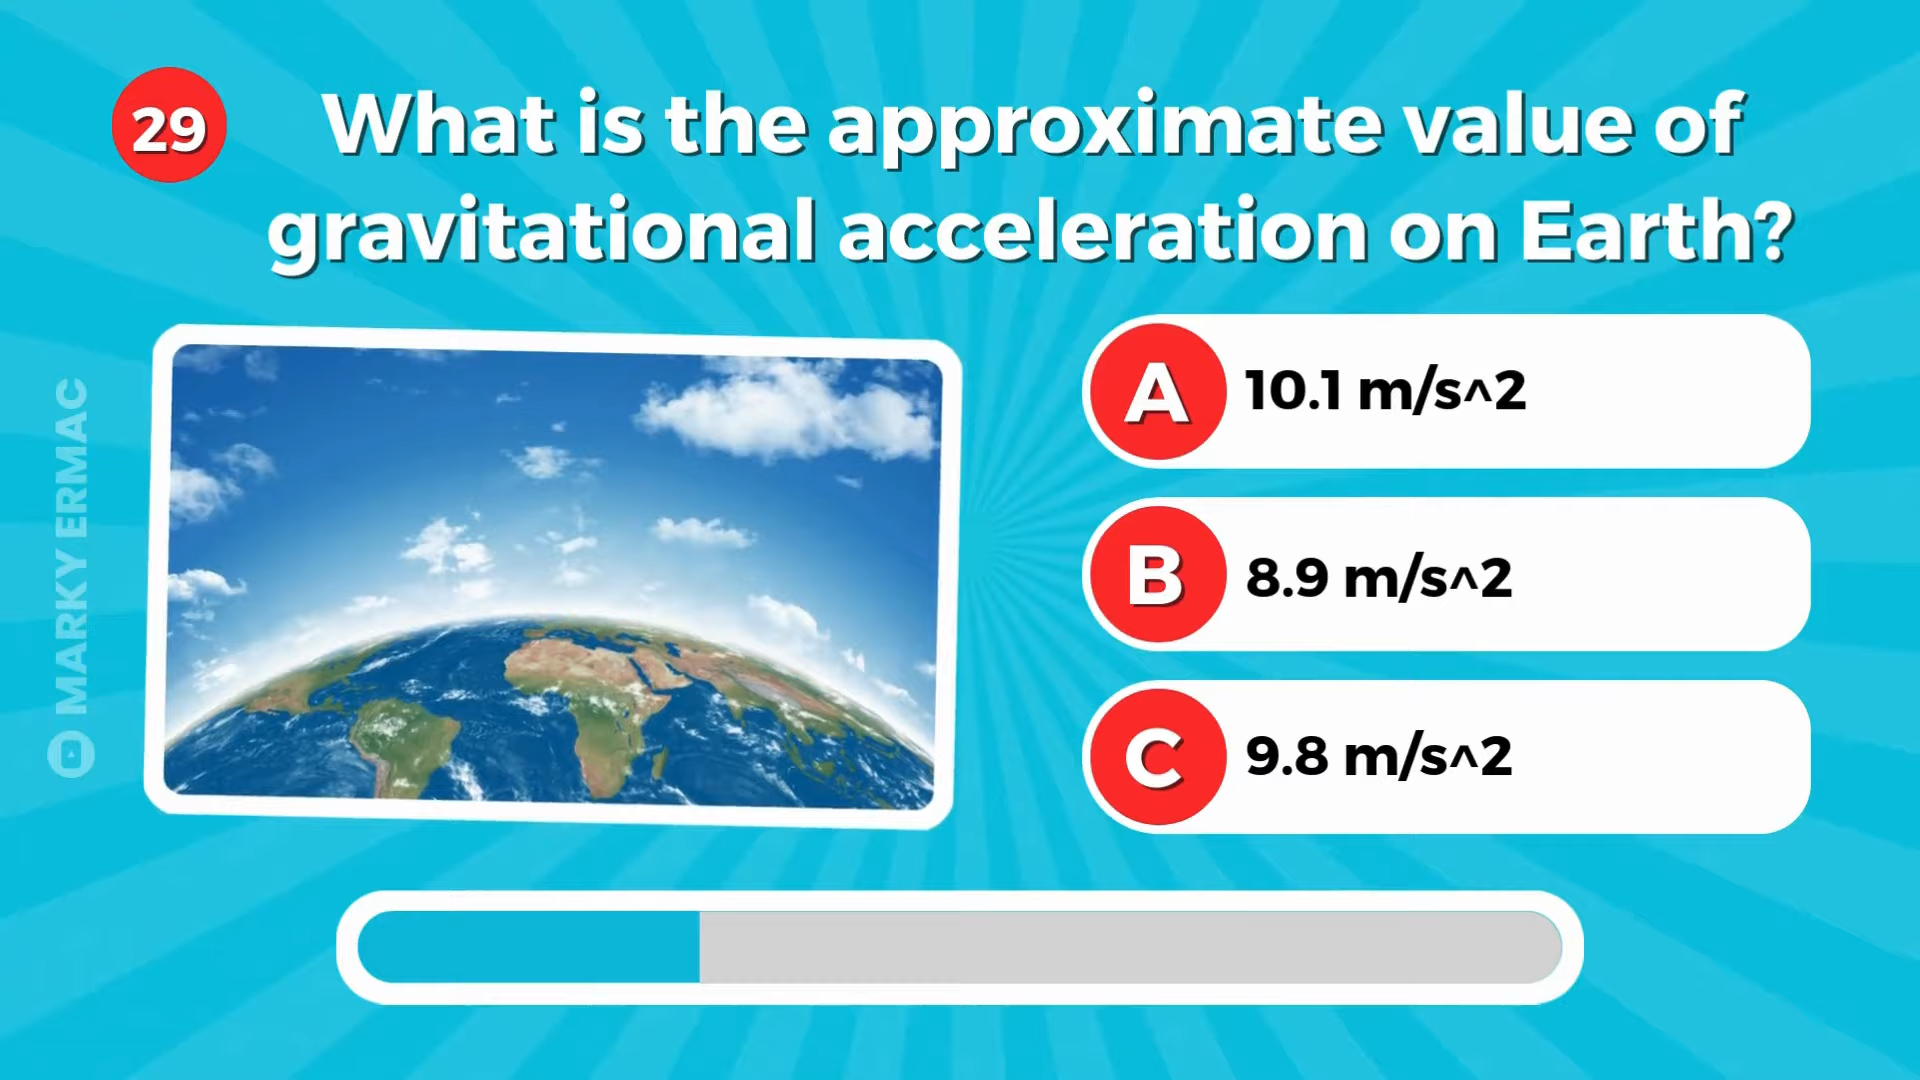 29
What is the approximate value of
gravitational acceleration on Earth?
A 10.1 m/s^2
B 8.9 m/s^2
C 9.8 m/s^2
MARKY ERMAC